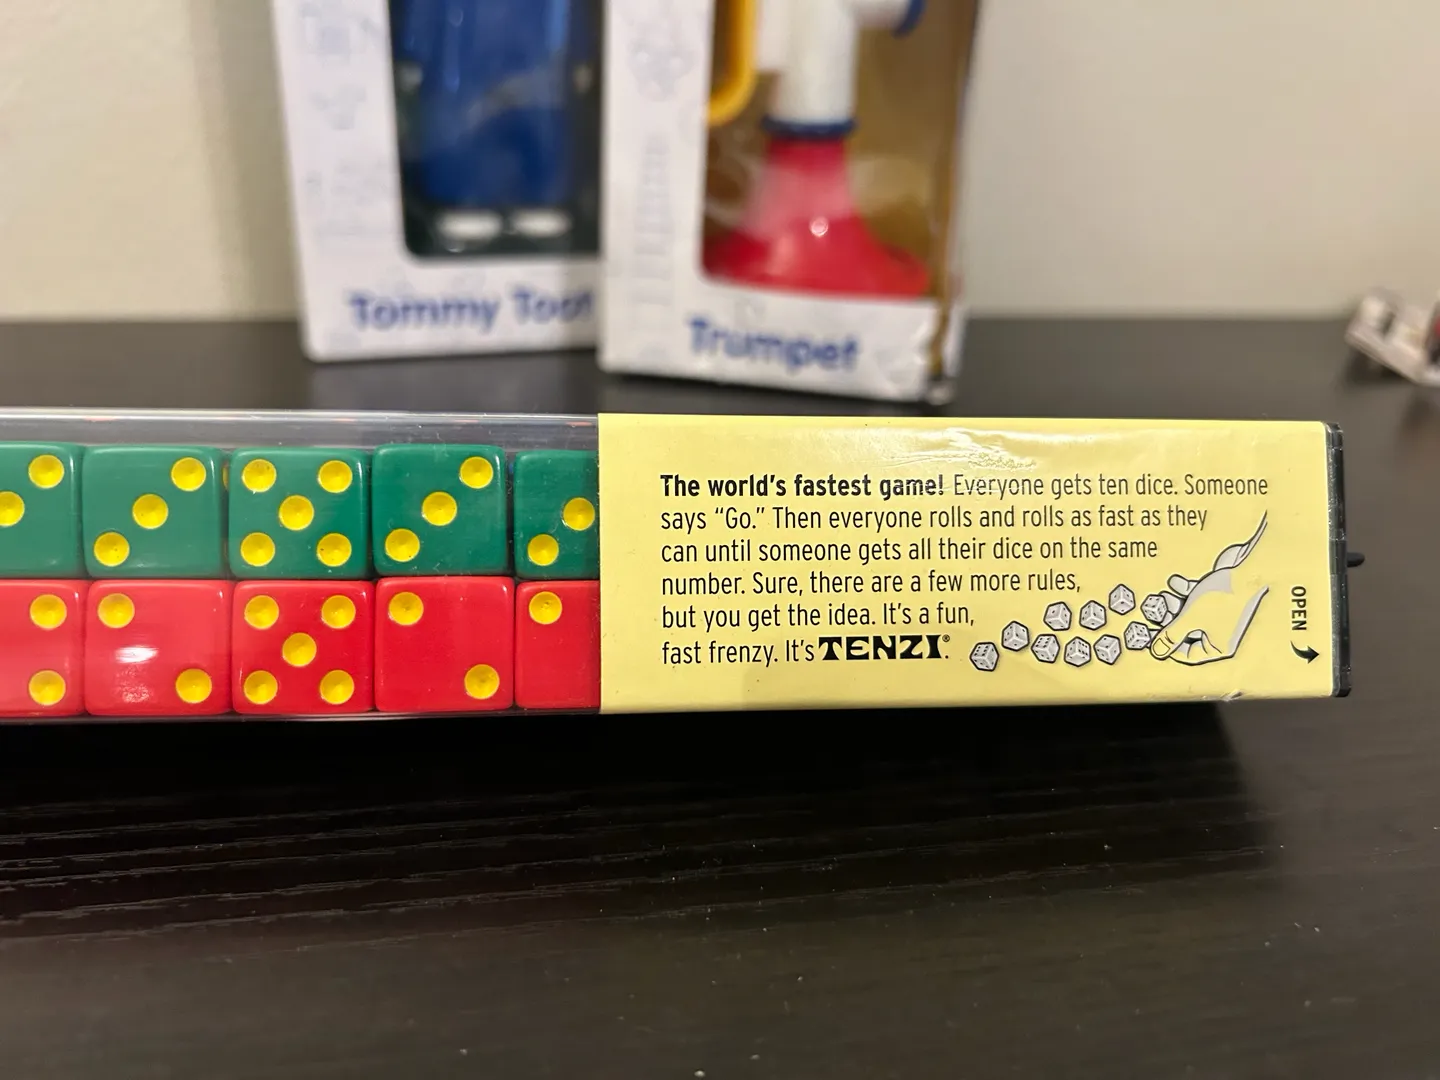 Tommy Toot
Trumpet
The world's fastest game! Everyone gets ten dice. Someone
says “Go.” Then everyone rolls and rolls as fast as they
can until someone gets all their dice on the same
number. Sure, there are a few more rules,
but you get the idea. It's a fun,
fast frenzy. It's TENZI®.
OPEN